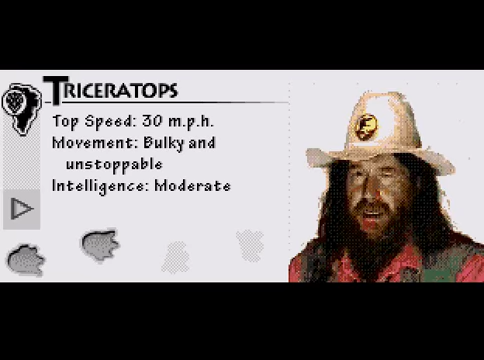 TRICERATOPS
Top Speed: 30 m.p.h.
Movement: Bulky and
unstoppable
Intelligence: Moderate